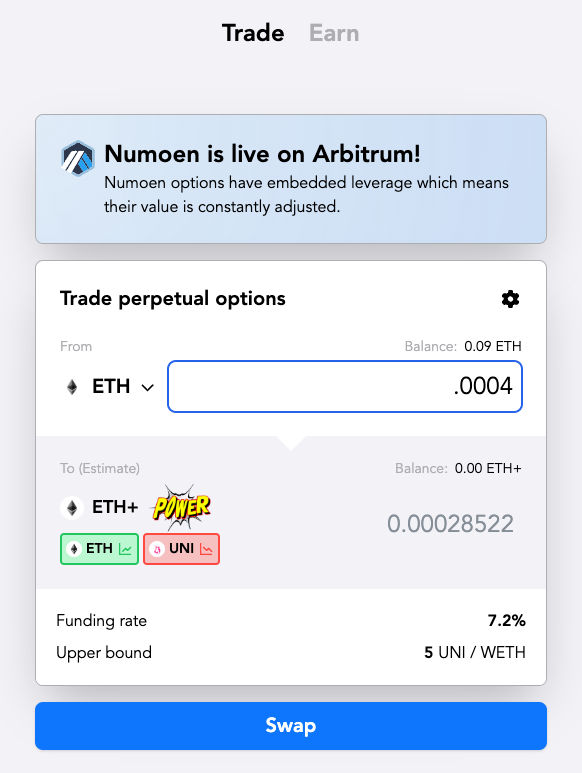 Trade Earn
Numoen is live on Arbitrum!
Numoen options have embedded leverage which means
their value is constantly adjusted.
Trade perpetual options
From Balance: 0.09 ETH
ETH .0004
To (Estimate) Balance: 0.00 ETH+
ETH+ POWER 0.00028522
ETH UNI
Funding rate 7.2%
Upper bound 5 UNI / WETH
Swap